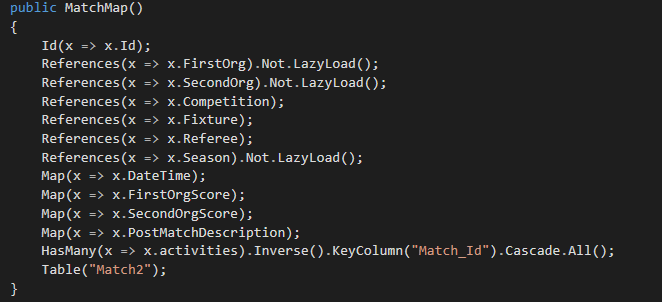 public MatchMap()
{
Id(x => x.Id);
References(x => x.FirstOrg).Not.LazyLoad();
References(x => x.SecondOrg).Not.LazyLoad();
References(x => x.Competition);
References(x => x.Fixture);
References(x => x.Referee);
References(x => x.Season).Not.LazyLoad();
Map(x => x.DateTime);
Map(x => x.FirstOrgScore);
Map(x => x.SecondOrgScore);
Map(x => x.PostMatchDescription);
HasMany(x => x.activities).Inverse().KeyColumn("Match_Id").Cascade.All();
Table("Match2");
}